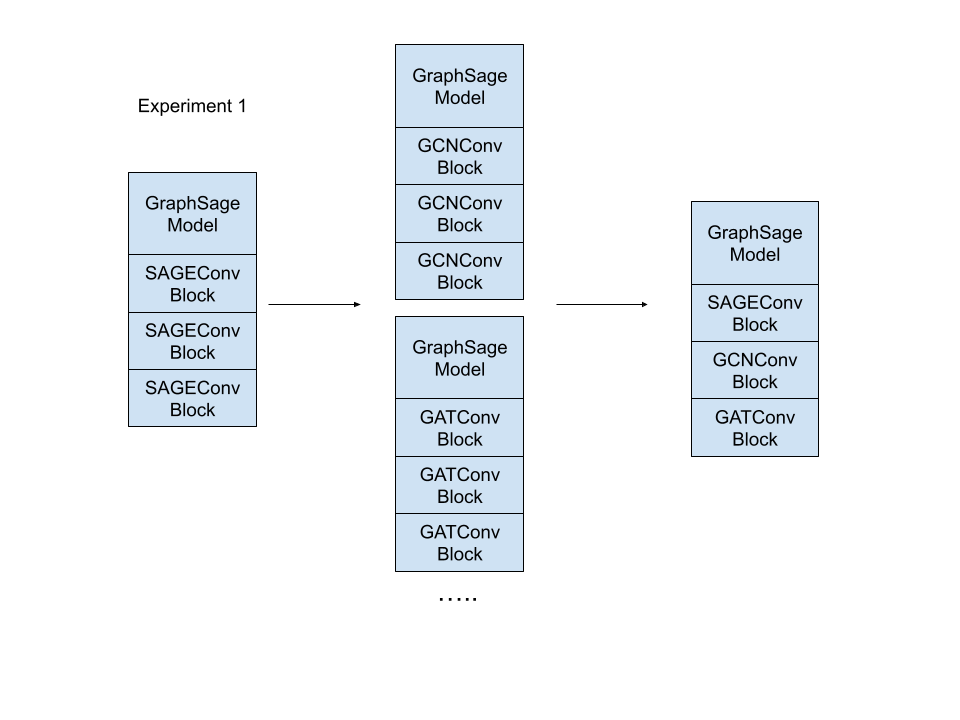 Experiment 1
GraphSage
Model
SAGEConv
Block
SAGEConv
Block
SAGEConv
Block
GraphSage
Model
GCNConv
Block
GCNConv
Block
GCNConv
Block
GraphSage
Model
GATConv
Block
GATConv
Block
GATConv
Block
…..
GraphSage
Model
SAGEConv
Block
GCNConv
Block
GATConv
Block